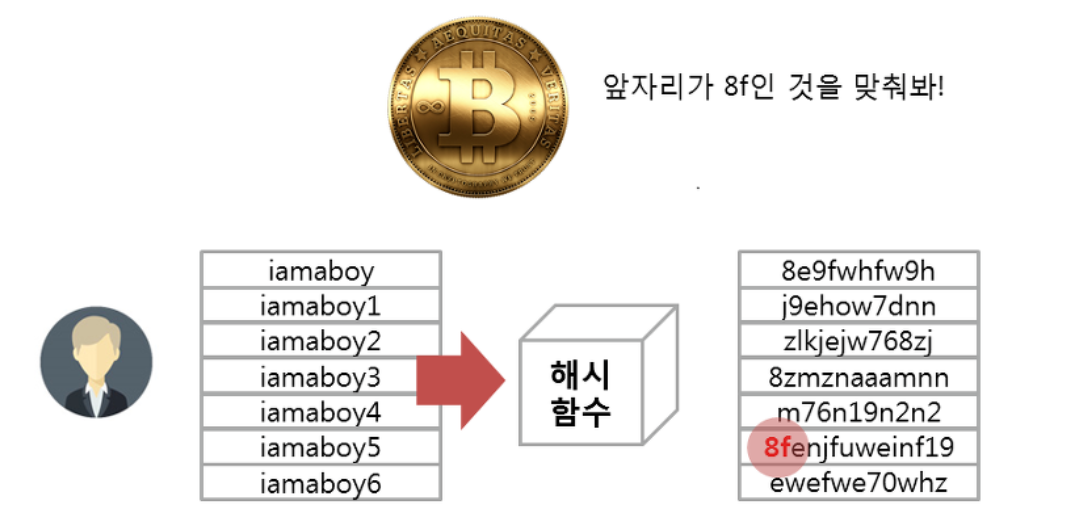 LIBERTAS AEQUITAS VERITAS
앞자리가 8f인 것을 맞춰봐!
iamaboy
iamaboy1
iamaboy2
iamaboy3
iamaboy4
iamaboy5
iamaboy6
해시
함수
8e9fwhfw9h
j9ehow7dnn
zlkjejw768zj
8zmznaaamnn
m76n19n2n2
8fenjfuweinf19
ewefwe70whz